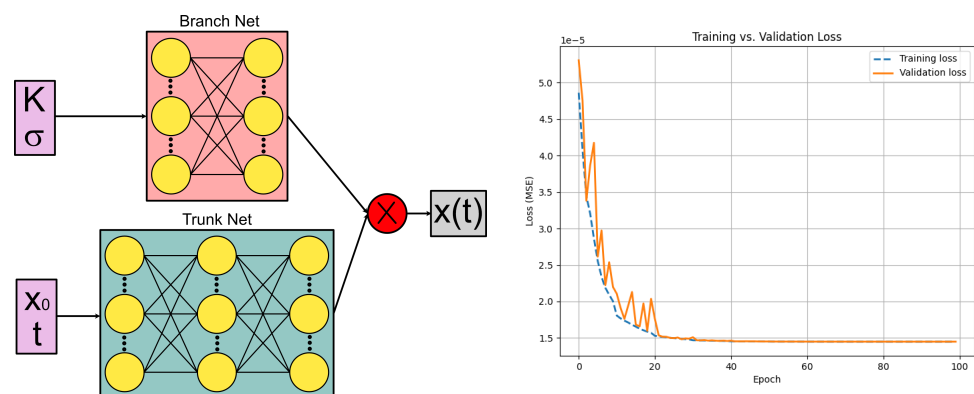 Branch Net
K
σ
Trunk Net
x₀
t
X
x(t)
Training vs. Validation Loss
1e−5
Training loss
Validation loss
5.0
4.5
4.0
3.5
3.0
2.5
2.0
1.5
Loss (MSE)
0
20
40
60
80
100
Epoch